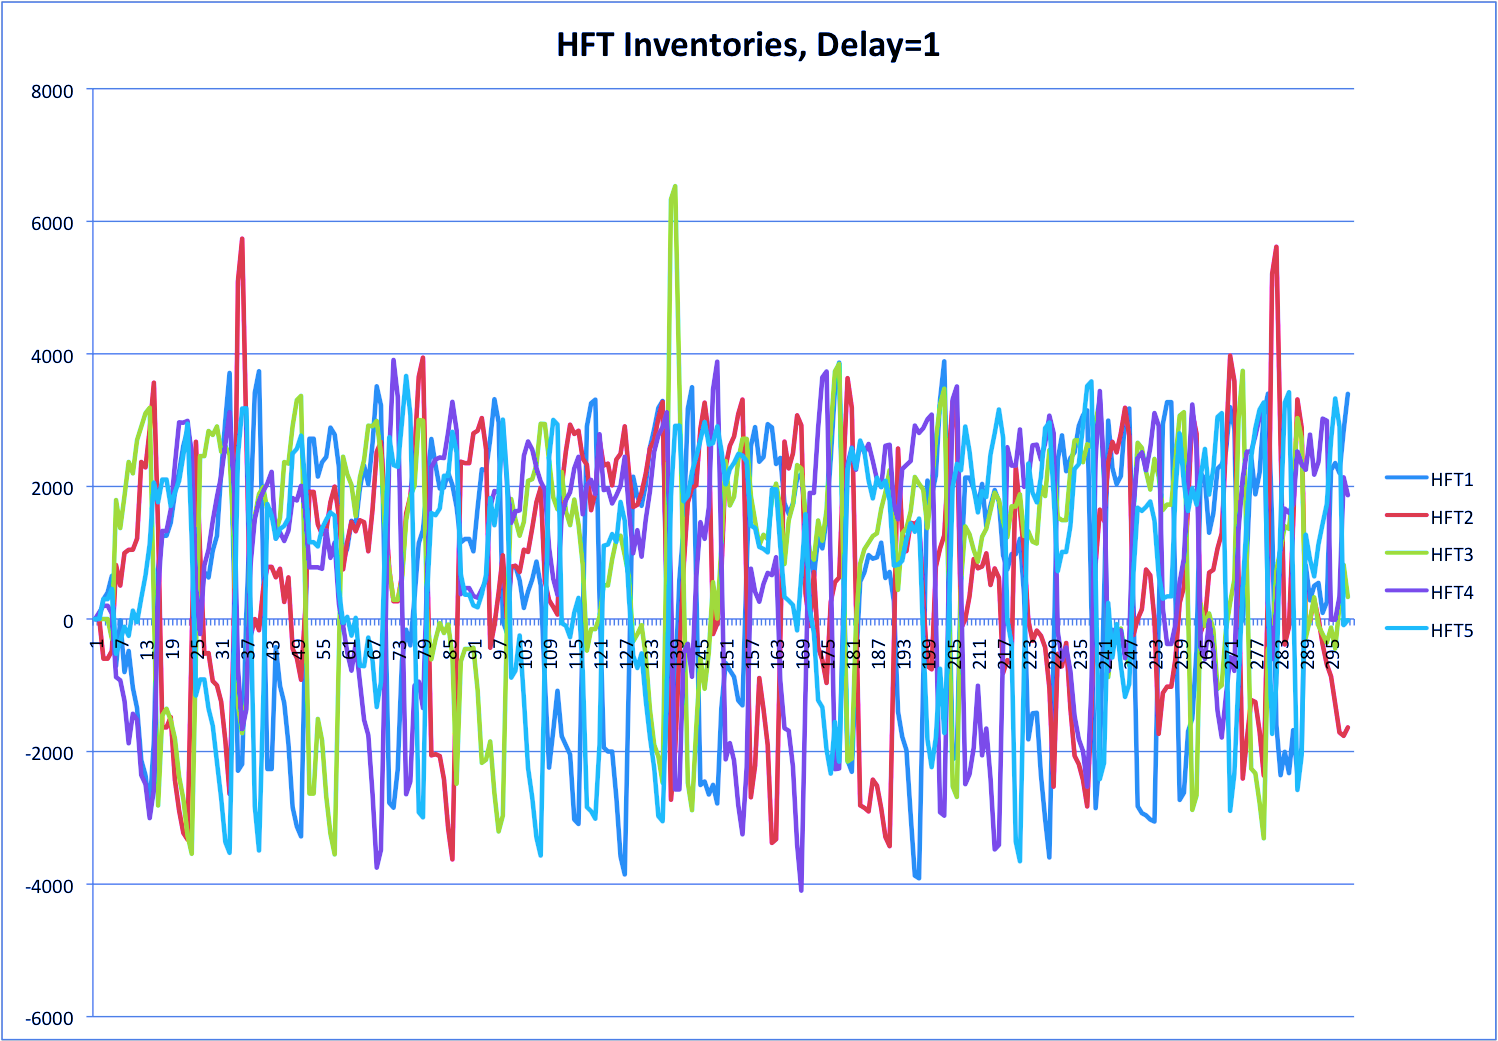 HFT Inventories, Delay=1
8000
6000
4000
2000
0
-2000
-4000
-6000
1 7 13 19 25 31 37 43 49 55 61 67 73 79 85 91 97 103 109 115 121 127 133 139 145 151 157 163 169 175 181 187 193 199 205 211 217 223 229 235 241 247 253 259 265 271 277 283 289 295
HFT1
HFT2
HFT3
HFT4
HFT5